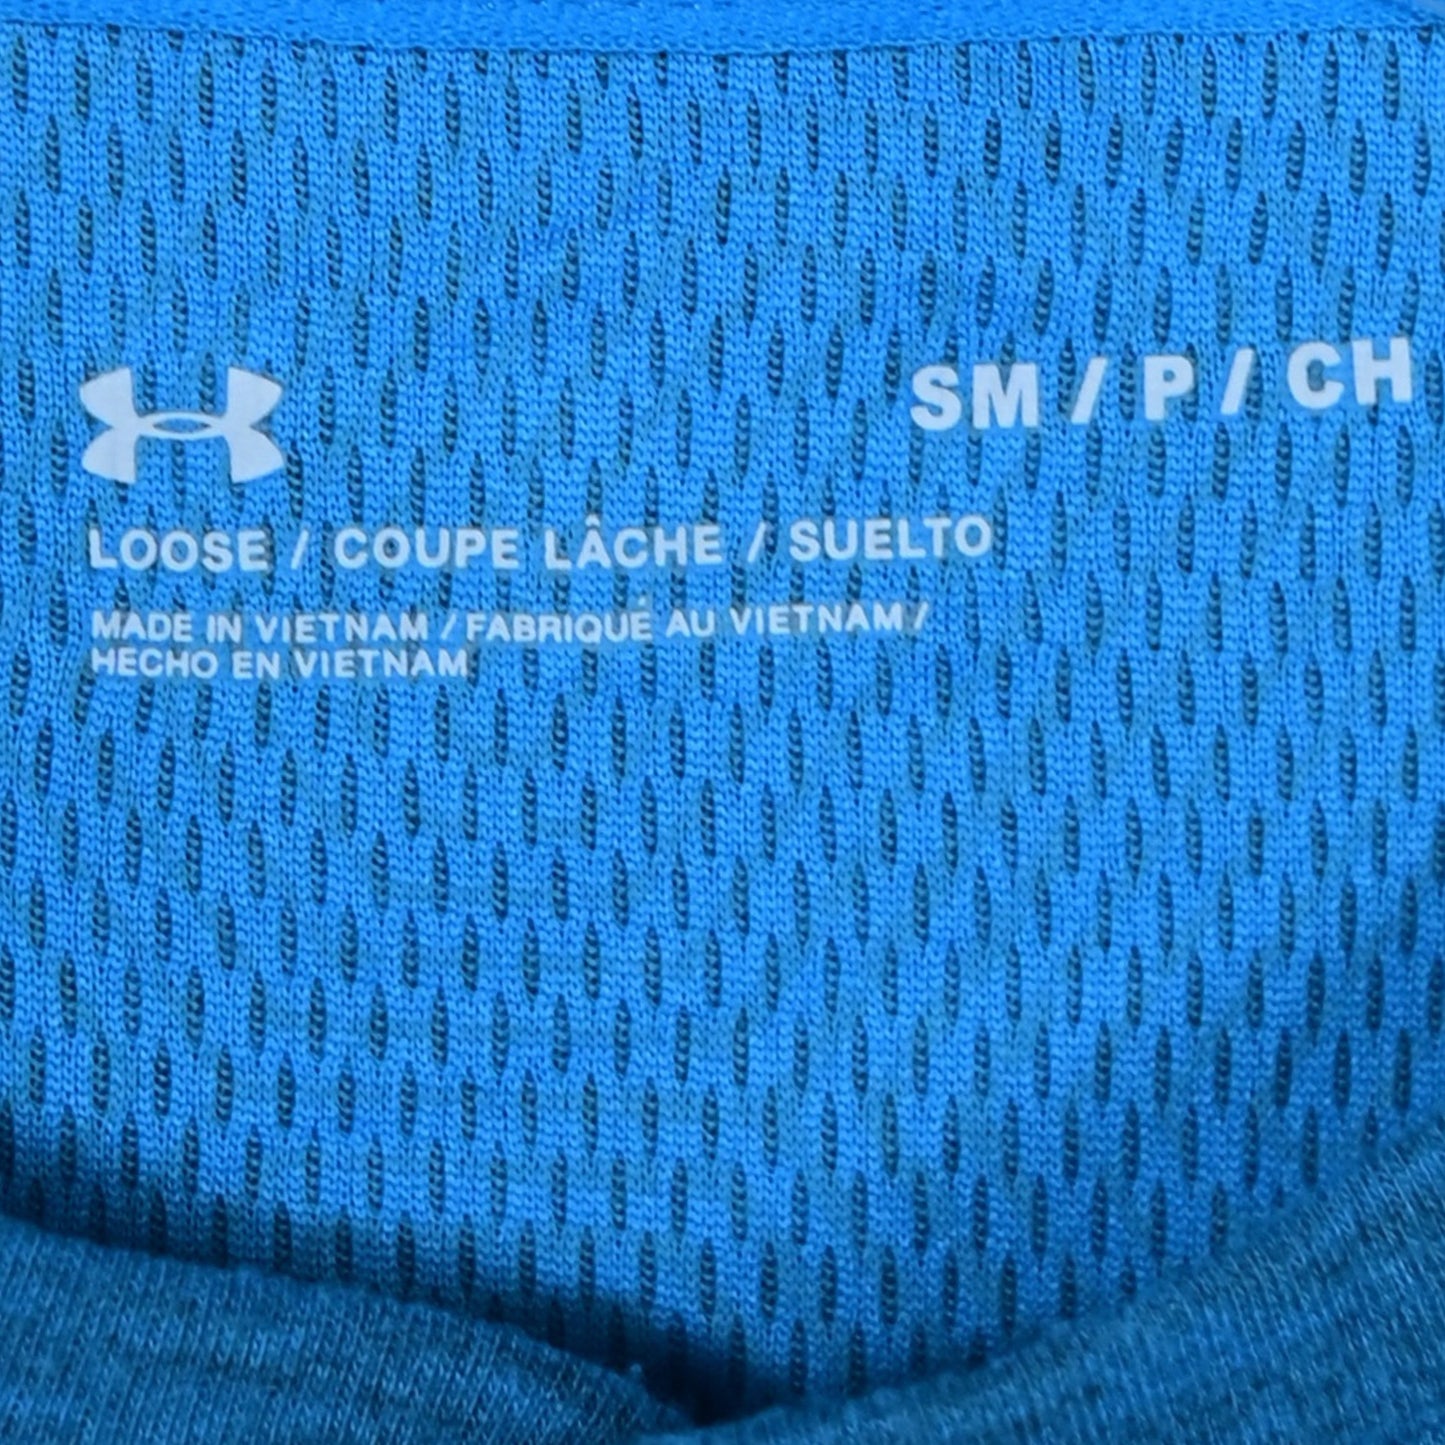 SM / P / CH
LOOSE / COUPE LÂCHE / SUELTO
MADE IN VIETNAM / FABRIQUÉ AU VIETNAM /
HECHO EN VIETNAM